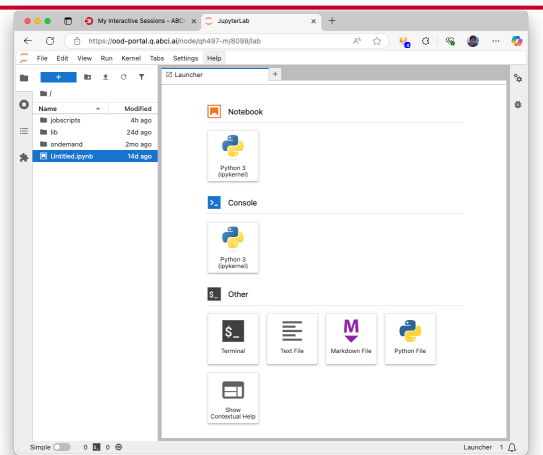 My Interactive Sessions - ABCI
JupyterLab
https://ood-portal.q.abci.ai/node/qh497-m/8098/lab
File Edit View Run Kernel Tabs Settings Help
Launcher
/
Name Modified
jobscripts 4h ago
lib 24d ago
ondemand 2mo ago
Untitled.ipynb 14d ago
Notebook
Python 3
(ipykernel)
Console
Python 3
(ipykernel)
Other
$_
Terminal
Text File
M
Markdown File
Python File
Show
Contextual Help
Simple 0 0
Launcher 1